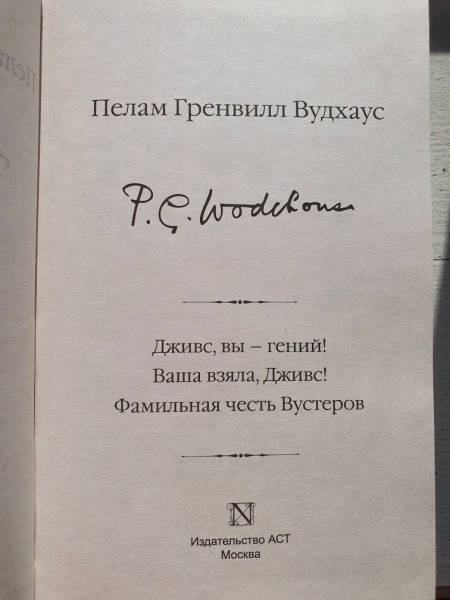 Пелам Гренвилл Вудхаус
P. G. Wodehouse
Дживс, вы – гений!
Ваша взяла, Дживс!
Фамильная честь Вустеров
N
Издательство АСТ
Москва